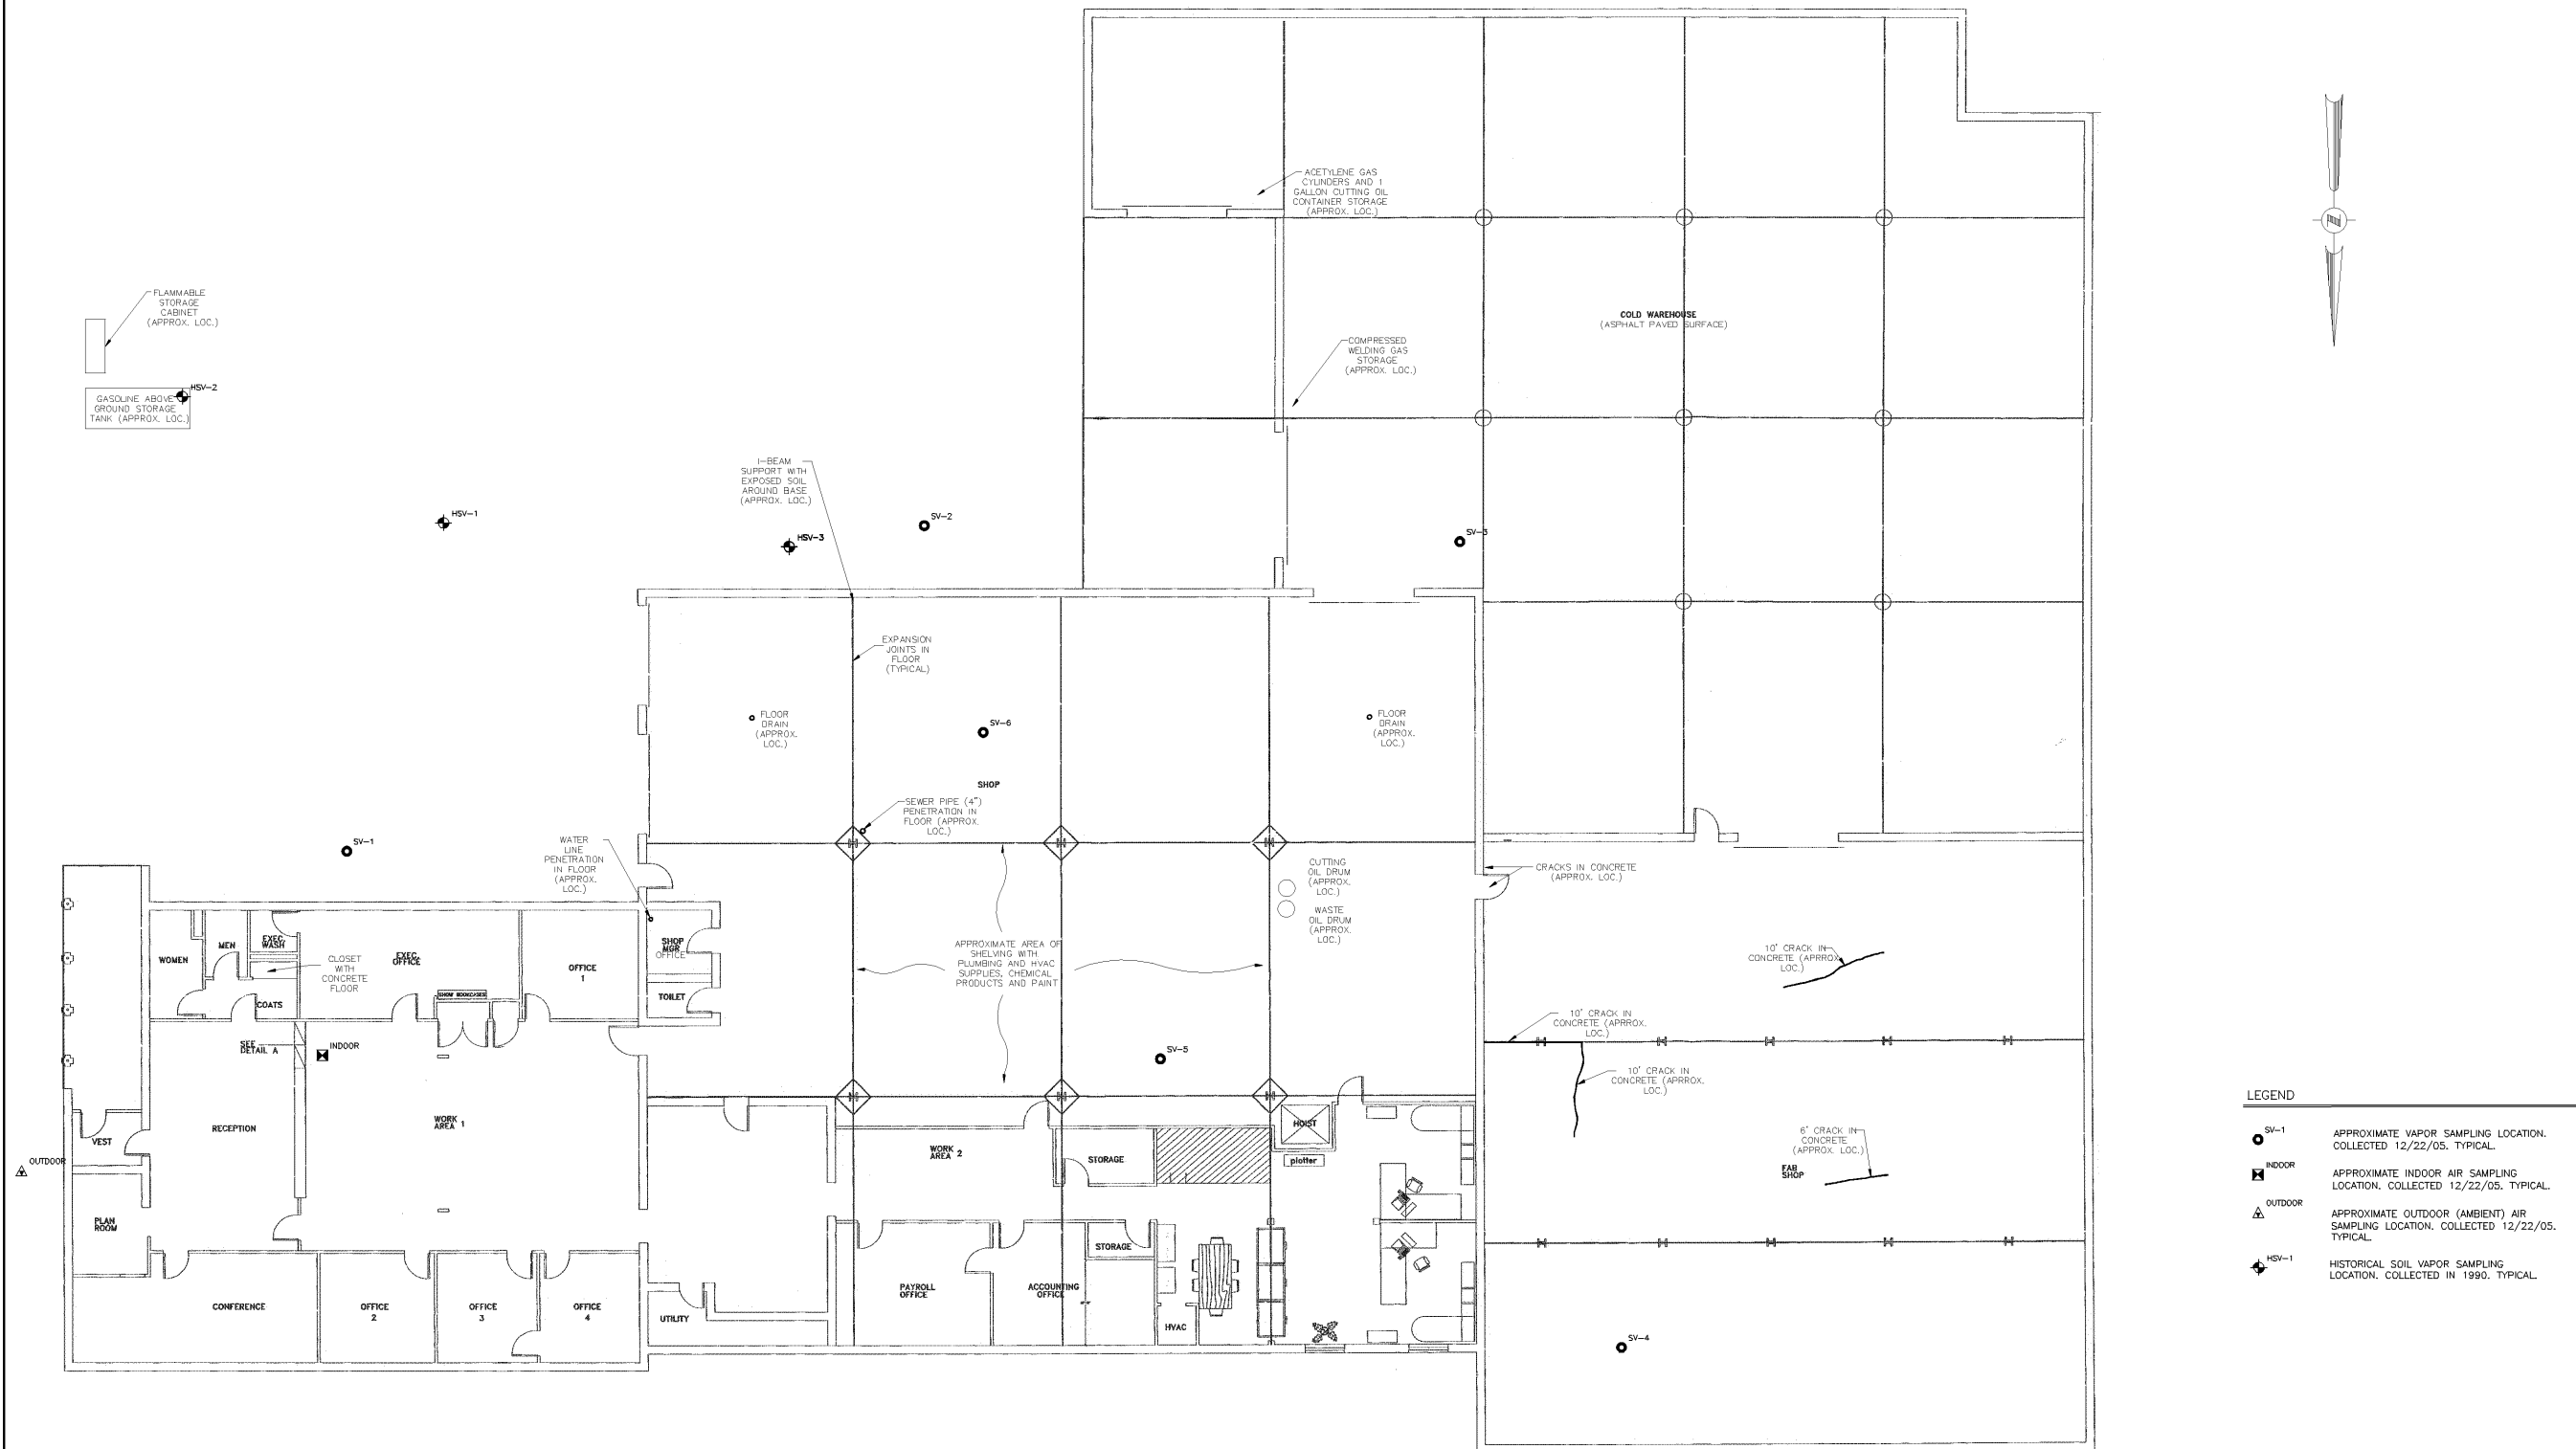 ACETYLENE GAS
CYLINDERS AND 1
GALLON CUTTING OIL
CONTAINER STORAGE
(APPROX. LOC.)
FLAMMABLE
STORAGE
CABINET
(APPROX. LOC.)
COLD WAREHOUSE
(ASPHALT PAVED SURFACE)
COMPRESSED
WELDING GAS
STORAGE
(APPROX. LOC.)
HSV-2
GASOLINE ABOVE
GROUND STORAGE
TANK (APPROX. LOC.)
I-BEAM
SUPPORT WITH
EXPOSED SOIL
AROUND BASE
(APPROX. LOC.)
HSV-1
SV-2
HSV-3
SV-3
EXPANSION
JOINTS IN
FLOOR
(TYPICAL)
FLOOR
DRAIN
(APPROX.
LOC.)
SV-6
FLOOR
DRAIN
(APPROX.
LOC.)
SHOP
SEWER PIPE (4")
PENETRATION IN
FLOOR (APPROX.
LOC.)
SV-1
WATER
LINE
PENETRATION
IN FLOOR
(APPROX.
LOC.)
CUTTING
OIL DRUM
(APPROX.
LOC.)
WASTE
OIL DRUM
(APPROX.
LOC.)
CRACKS IN CONCRETE
(APPROX. LOC.)
WOMEN
MEN
EXEC.
WASH
CLOSET
WITH
CONCRETE
FLOOR
EXEC.
OFFICE
OFFICE
1
SHOP
MGR
OFFICE
TOILET
COATS
SHOW BOOKCASES
APPROXIMATE AREA OF
SHELVING WITH
PLUMBING AND HVAC
SUPPLIES, CHEMICAL
PRODUCTS AND PAINT
10' CRACK IN
CONCRETE (APRROX.
LOC.)
10' CRACK IN
CONCRETE (APRROX.
LOC.)
10' CRACK IN
CONCRETE (APRROX.
LOC.)
SEE
DETAIL A
INDOOR
SV-5
WORK
AREA 1
RECEPTION
VEST
OUTDOOR
PLAN
ROOM
WORK
AREA 2
STORAGE
HOIST
plotter
6' CRACK IN
CONCRETE
(APPROX. LOC.)
FAB
SHOP
STORAGE
CONFERENCE
OFFICE
2
OFFICE
3
OFFICE
4
UTILITY
PAYROLL
OFFICE
ACCOUNTING
OFFICE
HVAC
SV-4
LEGEND
SV-1
APPROXIMATE VAPOR SAMPLING LOCATION.
COLLECTED 12/22/05. TYPICAL.
INDOOR
APPROXIMATE INDOOR AIR SAMPLING
LOCATION. COLLECTED 12/22/05. TYPICAL.
OUTDOOR
APPROXIMATE OUTDOOR (AMBIENT) AIR
SAMPLING LOCATION. COLLECTED 12/22/05.
TYPICAL.
HSV-1
HISTORICAL SOIL VAPOR SAMPLING
LOCATION. COLLECTED IN 1990. TYPICAL.